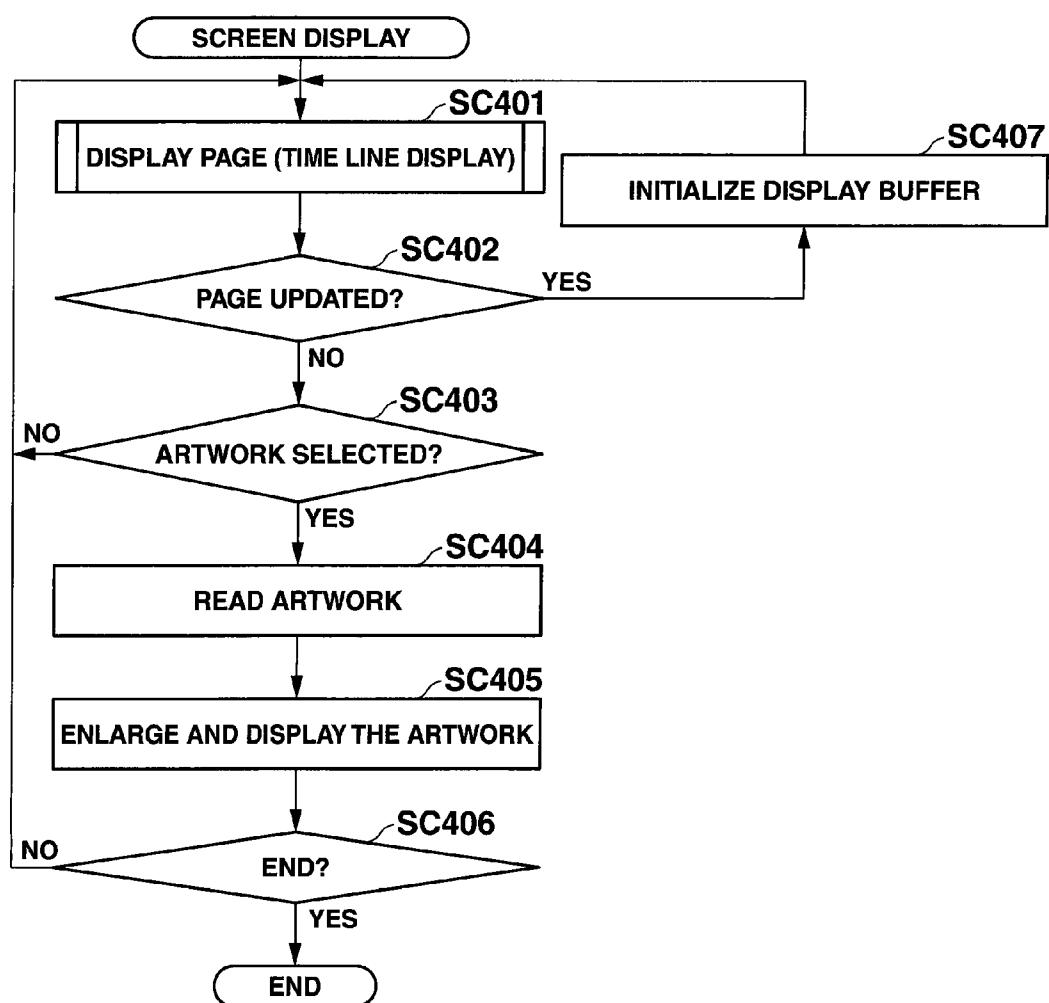 SCREEN DISPLAY
SC401
DISPLAY PAGE (TIME LINE DISPLAY)
SC407
INITIALIZE DISPLAY BUFFER
SC402
PAGE UPDATED?
YES
NO
SC403
NO
ARTWORK SELECTED?
YES
SC404
READ ARTWORK
SC405
ENLARGE AND DISPLAY THE ARTWORK
SC406
NO
END?
YES
END